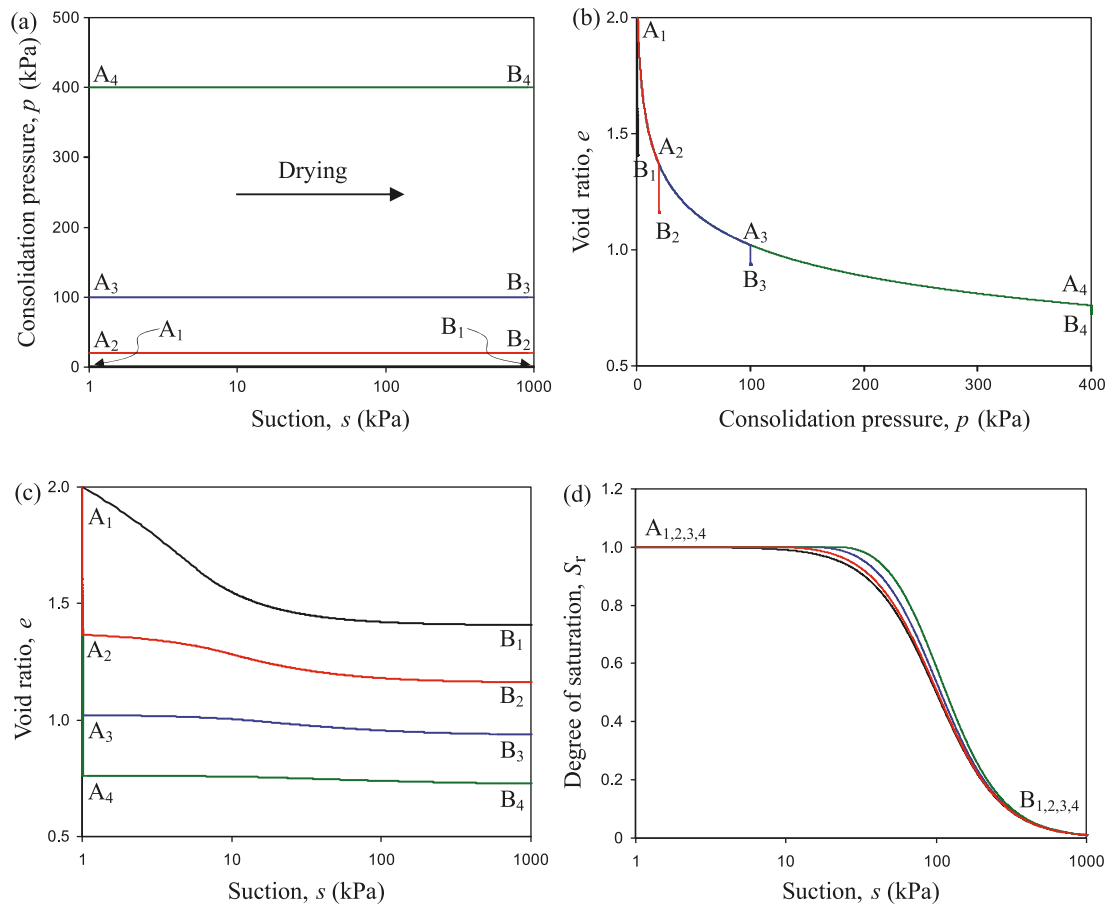 (a)
Consolidation pressure, p (kPa)
500
400
300
200
100
0
A₄
B₄
Drying
A₃
B₃
A₂
A₁
B₁
B₂
1
10
100
1000
Suction, s (kPa)
(b)
Void ratio, e
2.0
1.5
1.0
0.5
A₁
A₂
B₁
B₂
A₃
B₃
A₄
B₄
0
100
200
300
400
Consolidation pressure, p (kPa)
(c)
Void ratio, e
2.0
1.5
1.0
0.5
A₁
B₁
A₂
B₂
A₃
B₃
A₄
B₄
1
10
100
1000
Suction, s (kPa)
(d)
Degree of saturation, Sᵣ
1.2
1.0
0.8
0.6
0.4
0.2
0
A₁,₂,₃,₄
B₁,₂,₃,₄
1
10
100
1000
Suction, s (kPa)